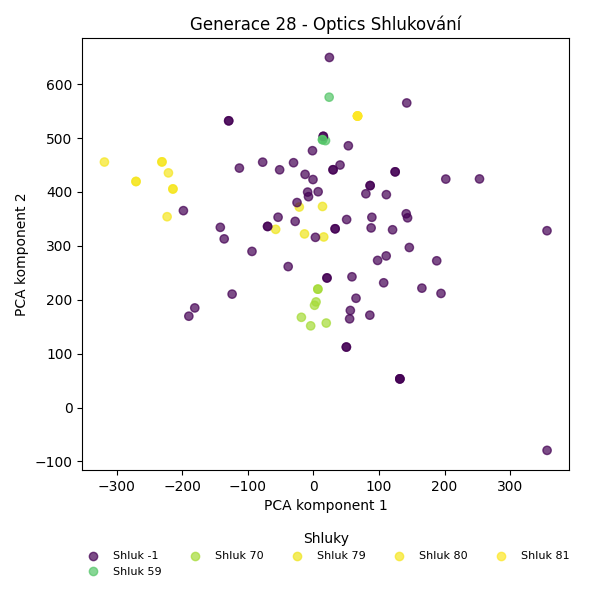 Generace 28 - Optics Shlukování
PCA komponent 2
600
500
400
300
200
100
0
−100
−300 −200 −100 0 100 200 300
PCA komponent 1
Shluky
Shluk -1 Shluk 70 Shluk 79 Shluk 80 Shluk 81
Shluk 59